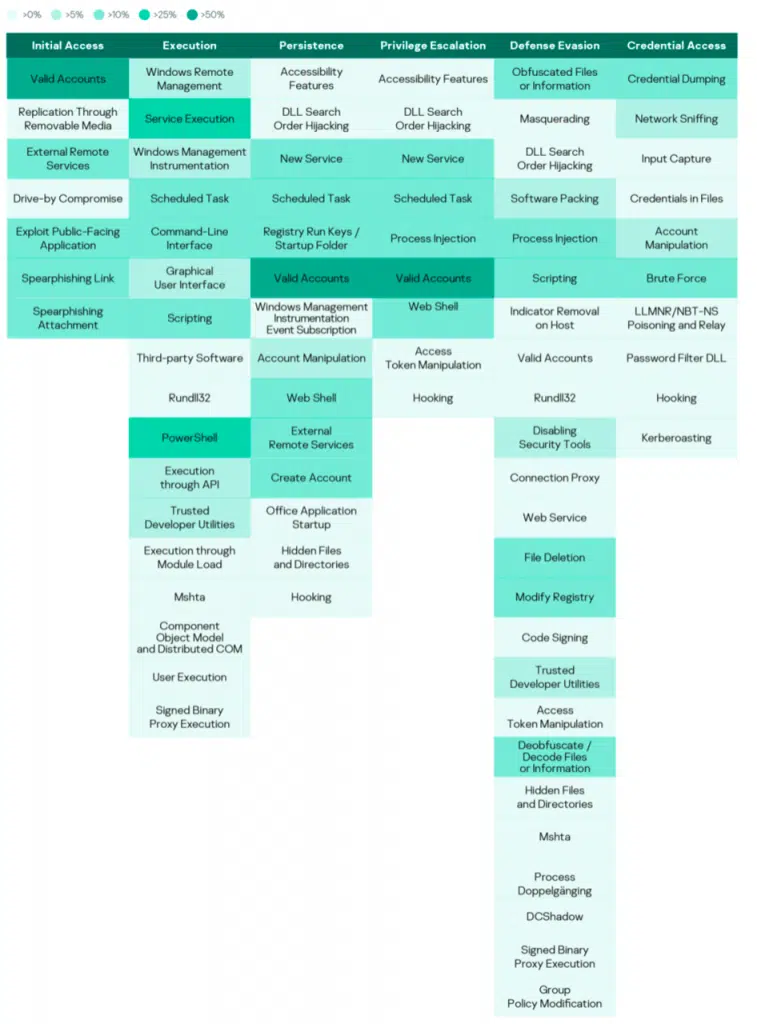 >0%
>5%
>10%
>25%
>50%
Initial Access
Valid Accounts
Replication Through
Removable Media
External Remote
Services
Drive-by Compromise
Exploit Public-Facing
Application
Spearphishing Link
Spearphishing
Attachment
Execution
Windows Remote
Management
Service Execution
Windows Management
Instrumentation
Scheduled Task
Command-Line
Interface
Graphical
User Interface
Scripting
Third-party Software
Rundll32
PowerShell
Execution
through API
Trusted
Developer Utilities
Execution through
Module Load
Mshta
Component
Object Model
and Distributed COM
User Execution
Signed Binary
Proxy Execution
Persistence
Accessibility
Features
DLL Search
Order Hijacking
New Service
Scheduled Task
Registry Run Keys /
Startup Folder
Valid Accounts
Windows Management
Instrumentation
Event Subscription
Account Manipulation
Web Shell
External
Remote Services
Create Account
Office Application
Startup
Hidden Files
and Directories
Hooking
Privilege Escalation
Accessibility Features
DLL Search
Order Hijacking
New Service
Scheduled Task
Process Injection
Valid Accounts
Web Shell
Access
Token Manipulation
Hooking
Defense Evasion
Obfuscated Files
or Information
Masquerading
DLL Search
Order Hijacking
Software Packing
Process Injection
Scripting
Indicator Removal
on Host
Valid Accounts
Rundll32
Disabling
Security Tools
Connection Proxy
Web Service
File Deletion
Modify Registry
Code Signing
Trusted
Developer Utilities
Access
Token Manipulation
Deobfuscate /
Decode Files
or Information
Hidden Files
and Directories
Mshta
Process
Doppelgänging
DCShadow
Signed Binary
Proxy Execution
Group
Policy Modification
Credential Access
Credential Dumping
Network Sniffing
Input Capture
Credentials in Files
Account
Manipulation
Brute Force
LLMNR/NBT-NS
Poisoning and Relay
Password Filter DLL
Hooking
Kerberoasting